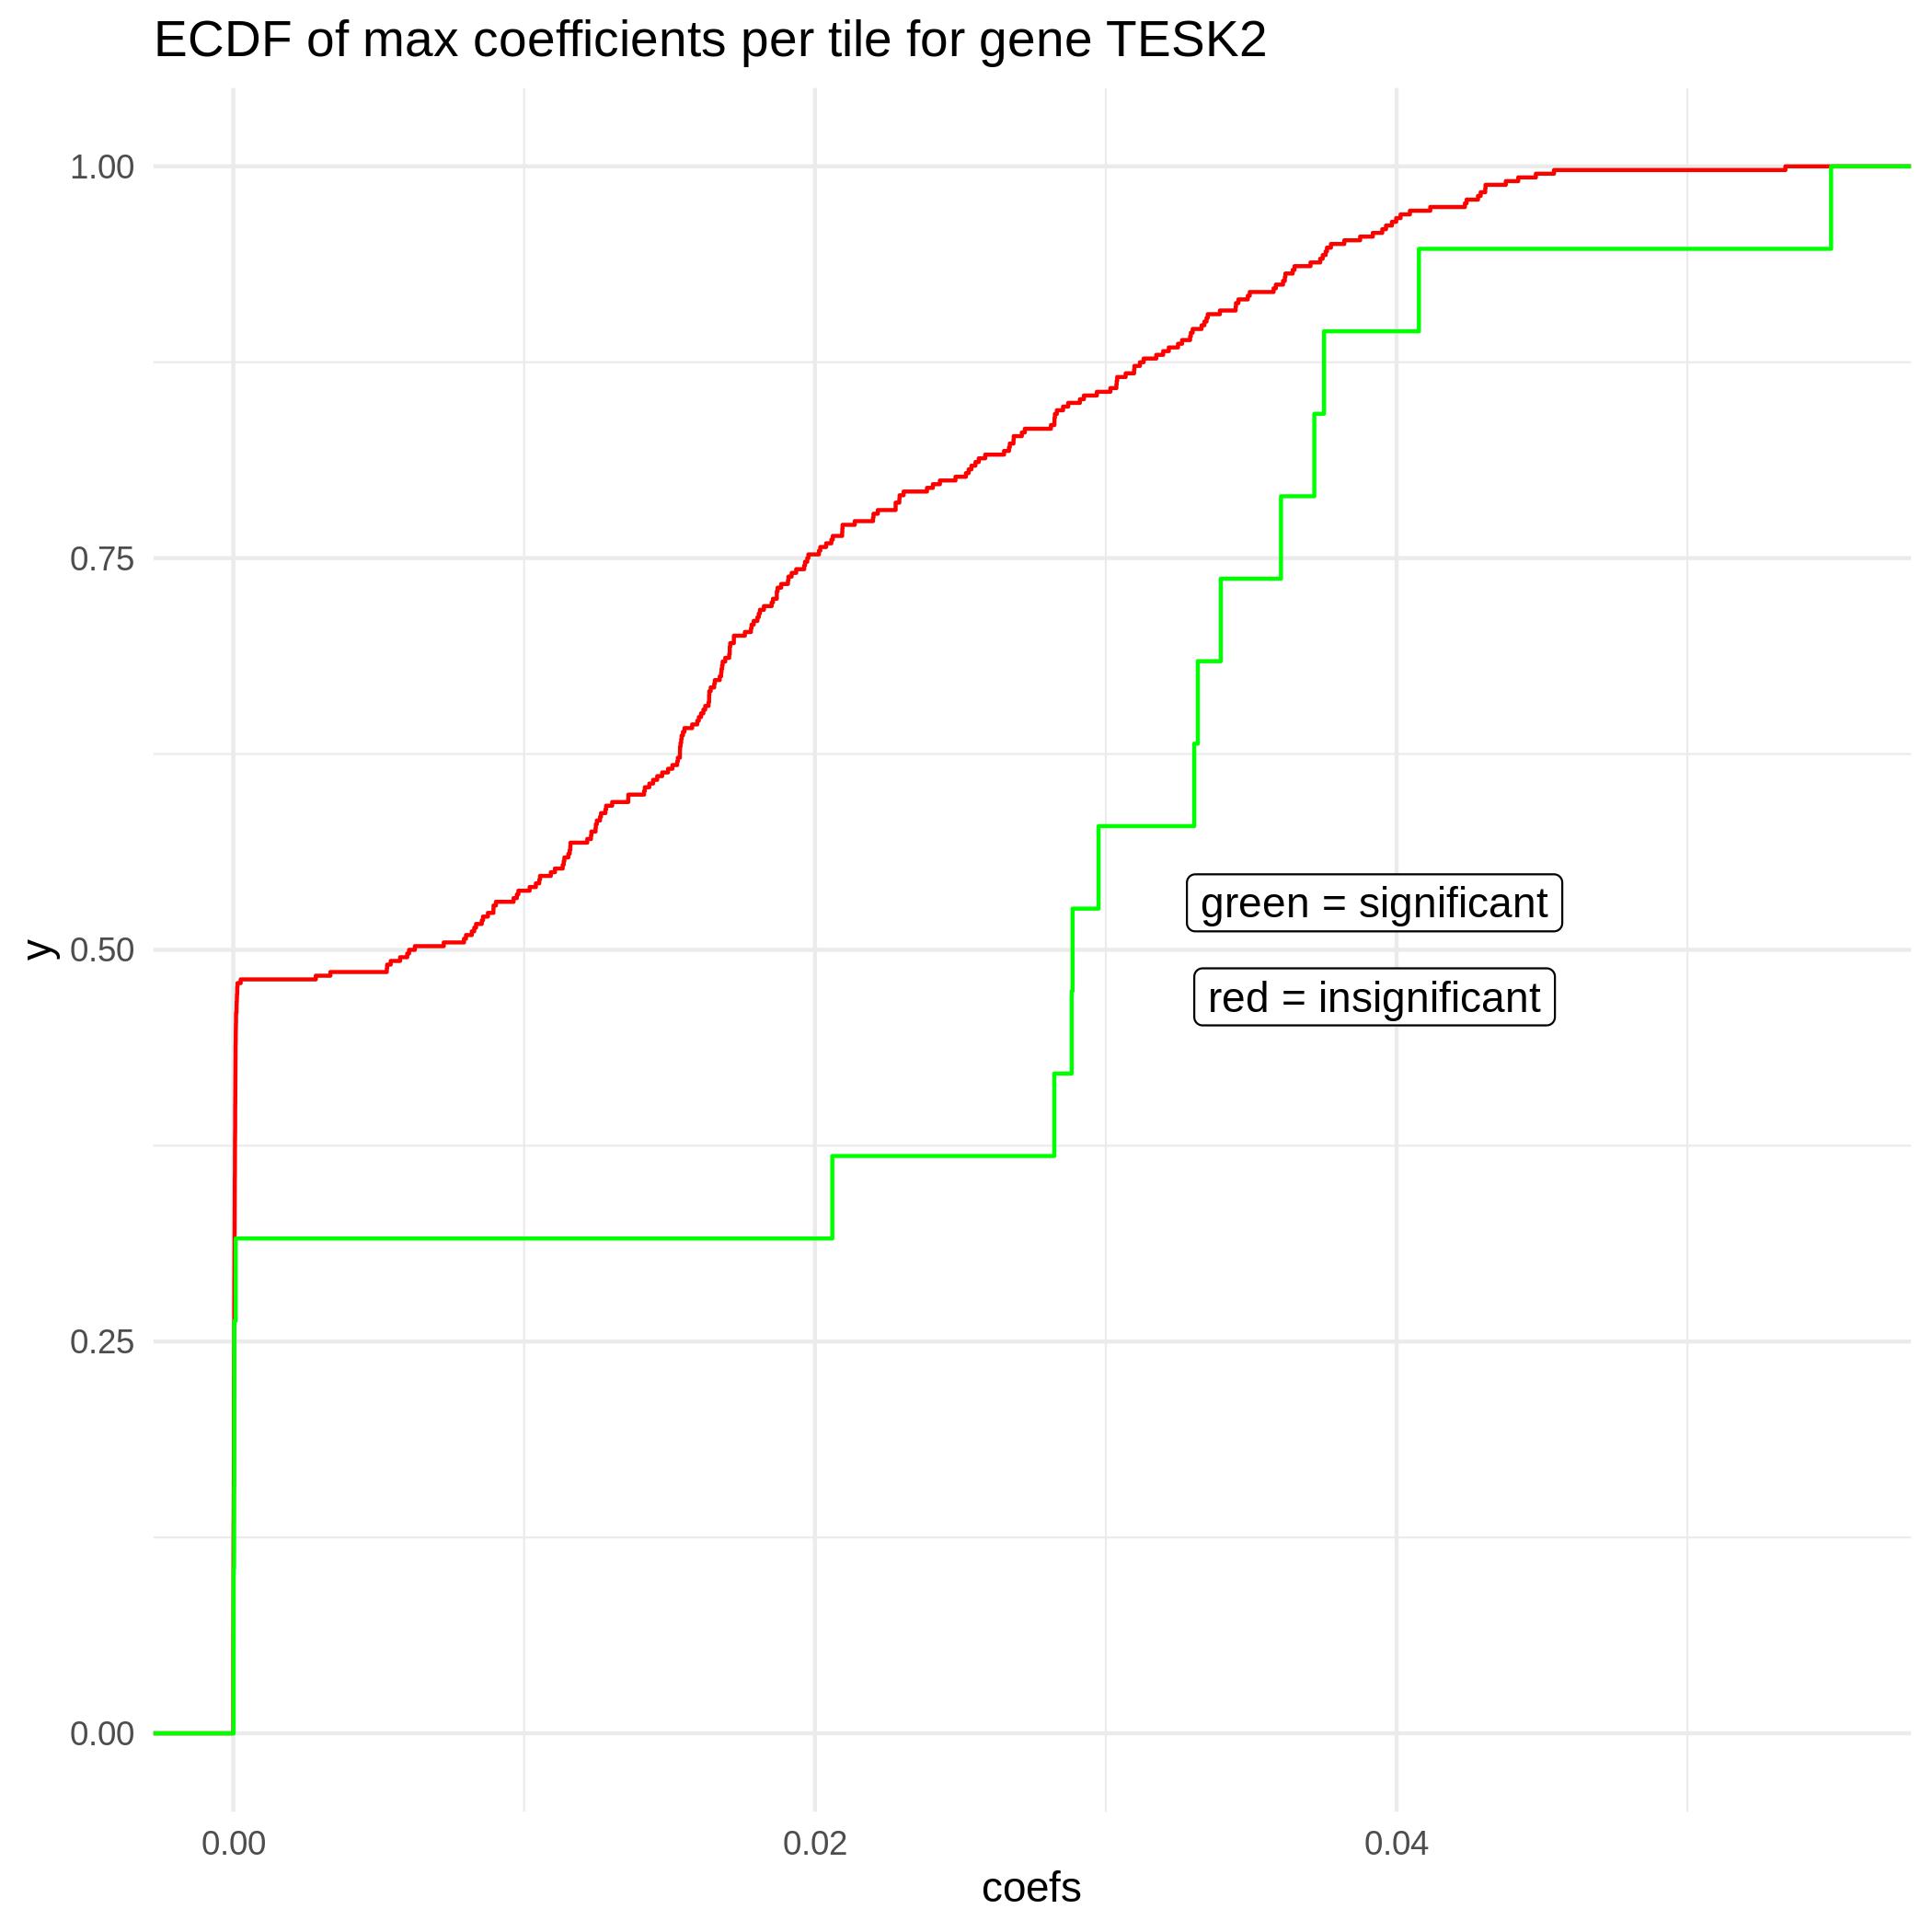 ECDF of max coefficients per tile for gene TESK2
1.00
0.75
0.50
0.25
0.00
y
green = significant
red = insignificant
0.00
0.02
0.04
coefs